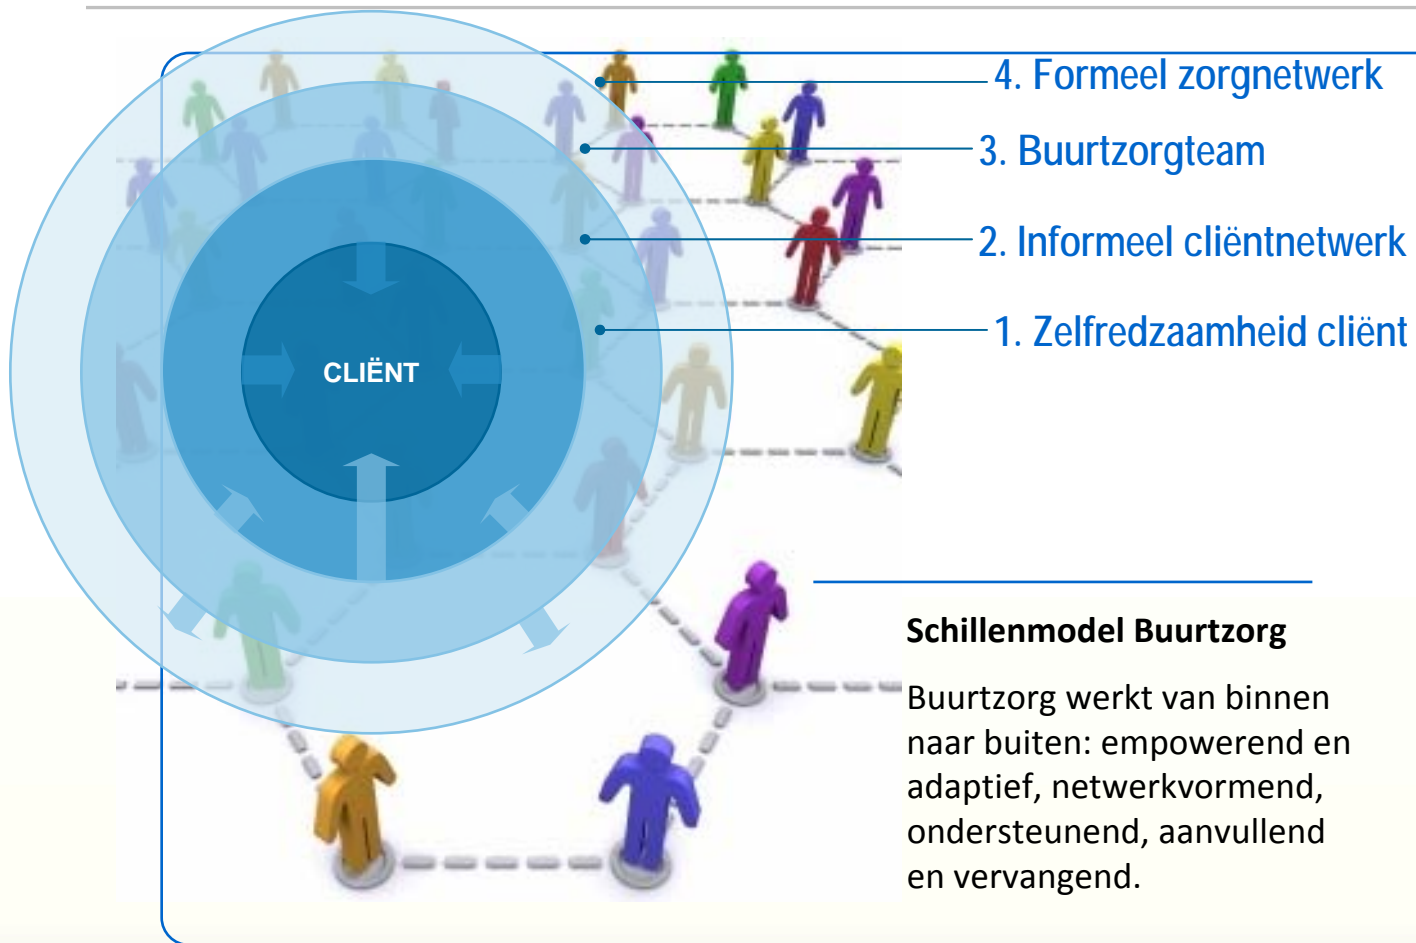 4. Formeel zorgnetwerk
3. Buurtzorgteam
2. Informeel cliëntnetwerk
1. Zelfredzaamheid cliënt
CLIËNT
Schillenmodel Buurtzorg
Buurtzorg werkt van binnen
naar buiten: empowerend en
adaptief, netwerkvormend,
ondersteunend, aanvullend
en vervangend.